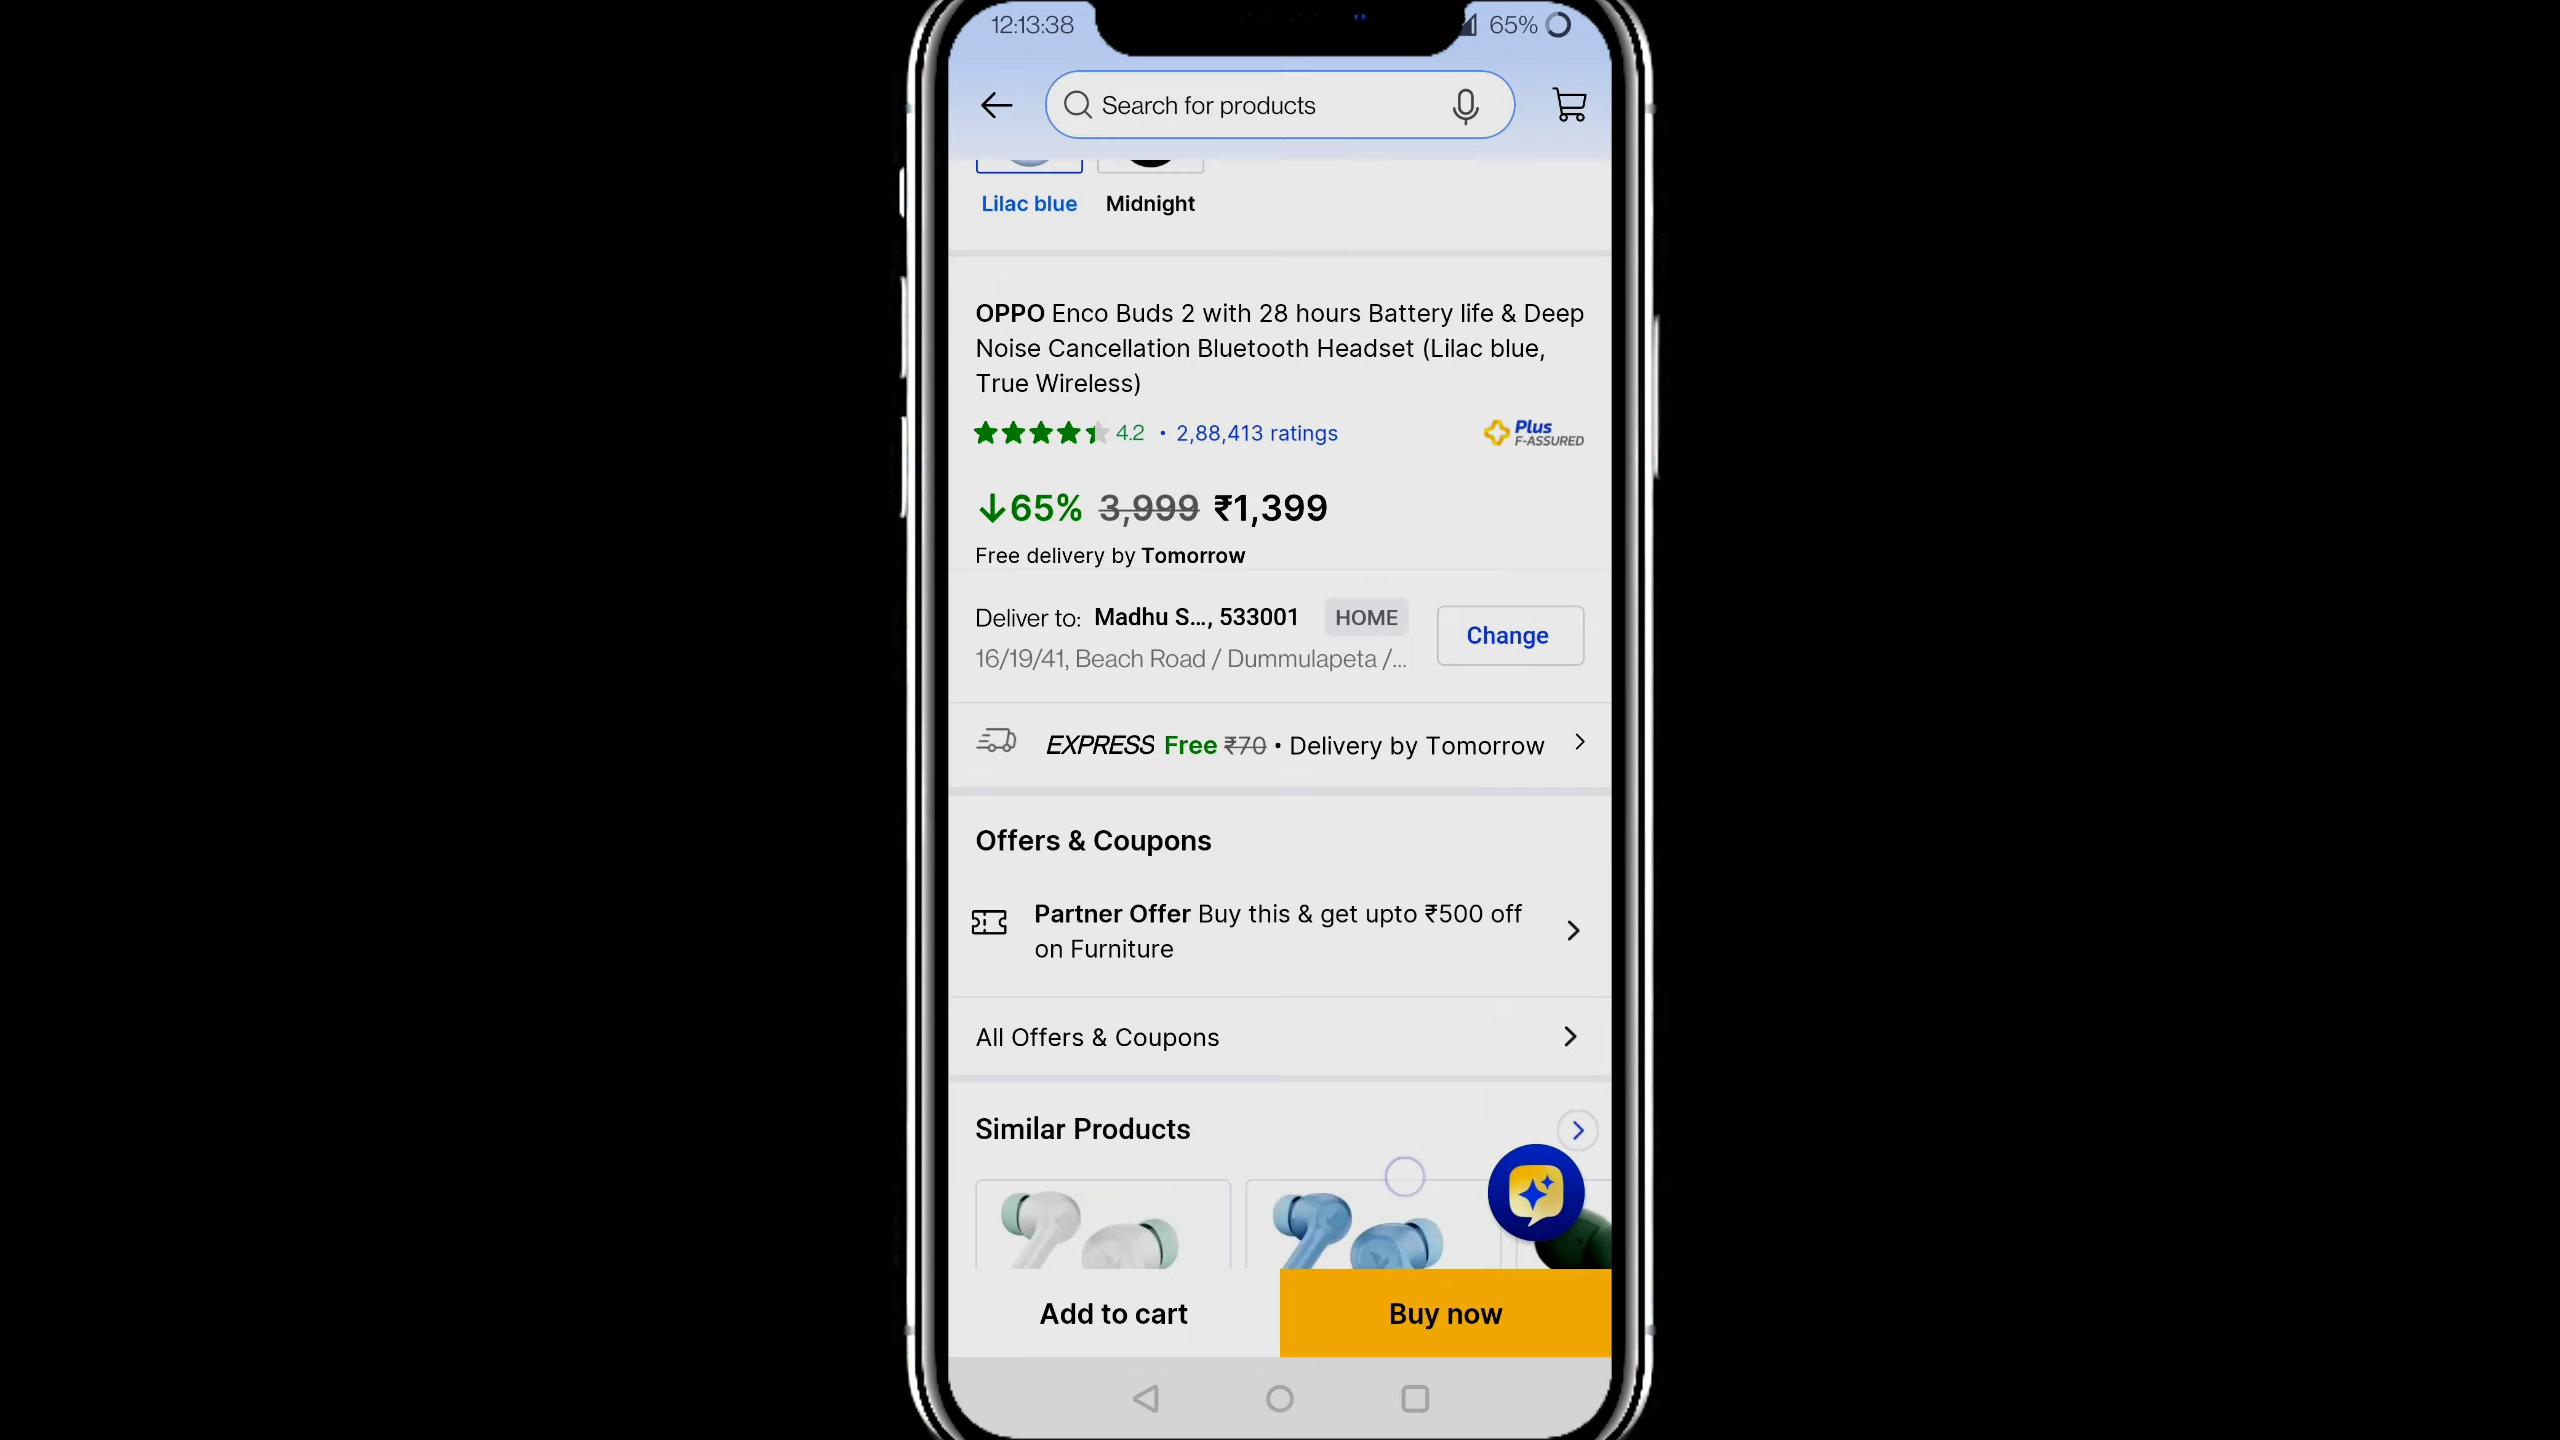 12:13:38
65%
Search for products
Lilac blue
Midnight
OPPO Enco Buds 2 with 28 hours Battery life & Deep
Noise Cancellation Bluetooth Headset (Lilac blue,
True Wireless)
4.2 • 2,88,413 ratings
Plus
F-ASSURED
↓65% 3,999 ₹1,399
Free delivery by Tomorrow
Deliver to: Madhu S..., 533001 HOME
Change
16/19/41, Beach Road / Dummulapeta /...
EXPRESS Free ₹70 • Delivery by Tomorrow
Offers & Coupons
Partner Offer Buy this & get upto ₹500 off
on Furniture
All Offers & Coupons
Similar Products
Add to cart
Buy now